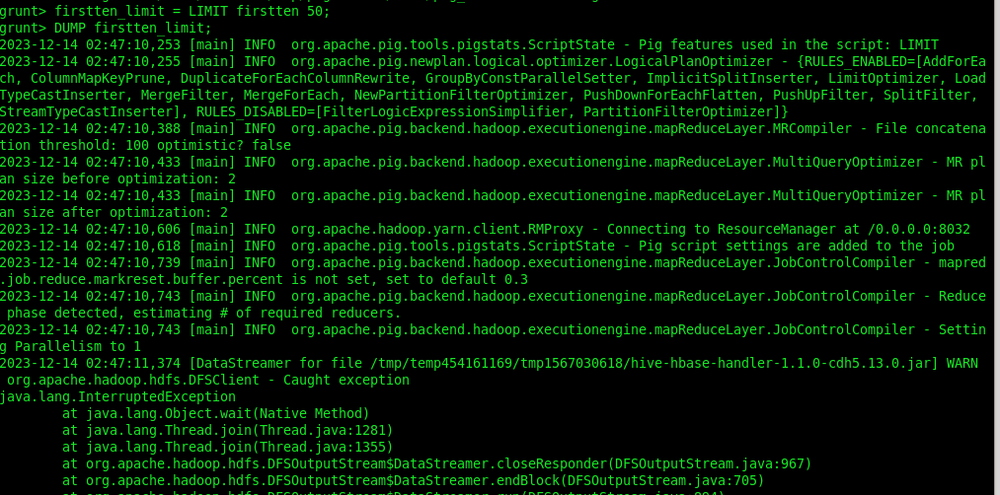 grunt> firstten_limit = LIMIT firstten 50;
grunt> DUMP firstten_limit;
2023-12-14 02:47:10,253 [main] INFO  org.apache.pig.tools.pigstats.ScriptState - Pig features used in the script: LIMIT
2023-12-14 02:47:10,255 [main] INFO  org.apache.pig.newplan.logical.optimizer.LogicalPlanOptimizer - {RULES_ENABLED=[AddForEa
ch, ColumnMapKeyPrune, DuplicateForEachColumnRewrite, GroupByConstParallelSetter, ImplicitSplitInserter, LimitOptimizer, Load
TypeCastInserter, MergeFilter, MergeForEach, NewPartitionFilterOptimizer, PushDownForEachFlatten, PushUpFilter, SplitFilter,
StreamTypeCastInserter], RULES_DISABLED=[FilterLogicExpressionSimplifier, PartitionFilterOptimizer]}
2023-12-14 02:47:10,388 [main] INFO  org.apache.pig.backend.hadoop.executionengine.mapReduceLayer.MRCompiler - File concatena
tion threshold: 100 optimistic? false
2023-12-14 02:47:10,433 [main] INFO  org.apache.pig.backend.hadoop.executionengine.mapReduceLayer.MultiQueryOptimizer - MR pl
an size before optimization: 2
2023-12-14 02:47:10,433 [main] INFO  org.apache.pig.backend.hadoop.executionengine.mapReduceLayer.MultiQueryOptimizer - MR pl
an size after optimization: 2
2023-12-14 02:47:10,606 [main] INFO  org.apache.hadoop.yarn.client.RMProxy - Connecting to ResourceManager at /0.0.0.0:8032
2023-12-14 02:47:10,618 [main] INFO  org.apache.pig.tools.pigstats.ScriptState - Pig script settings are added to the job
2023-12-14 02:47:10,739 [main] INFO  org.apache.pig.backend.hadoop.executionengine.mapReduceLayer.JobControlCompiler - mapred
.job.reduce.markreset.buffer.percent is not set, set to default 0.3
2023-12-14 02:47:10,743 [main] INFO  org.apache.pig.backend.hadoop.executionengine.mapReduceLayer.JobControlCompiler - Reduce
 phase detected, estimating # of required reducers.
2023-12-14 02:47:10,743 [main] INFO  org.apache.pig.backend.hadoop.executionengine.mapReduceLayer.JobControlCompiler - Settin
g Parallelism to 1
2023-12-14 02:47:11,374 [DataStreamer for file /tmp/temp454161169/tmp1567030618/hive-hbase-handler-1.1.0-cdh5.13.0.jar] WARN
 org.apache.hadoop.hdfs.DFSClient - Caught exception
java.lang.InterruptedException
        at java.lang.Object.wait(Native Method)
        at java.lang.Thread.join(Thread.java:1281)
        at java.lang.Thread.join(Thread.java:1355)
        at org.apache.hadoop.hdfs.DFSOutputStream$DataStreamer.closeResponder(DFSOutputStream.java:967)
        at org.apache.hadoop.hdfs.DFSOutputStream$DataStreamer.endBlock(DFSOutputStream.java:705)